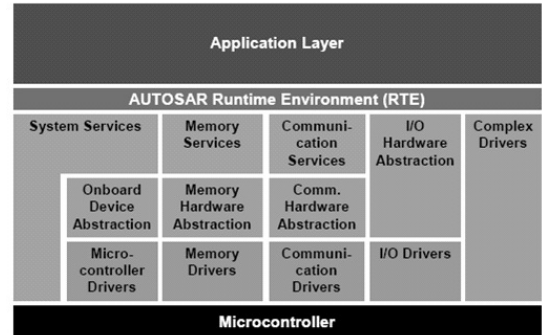 Application Layer
AUTOSAR Runtime Environment (RTE)
System Services
Memory
Services
Communi-
cation
Services
I/O
Hardware
Abstraction
Complex
Drivers
Onboard
Device
Abstraction
Memory
Hardware
Abstraction
Comm.
Hardware
Abstraction
Micro-
controller
Drivers
Memory
Drivers
Communi-
cation
Drivers
I/O Drivers
Microcontroller